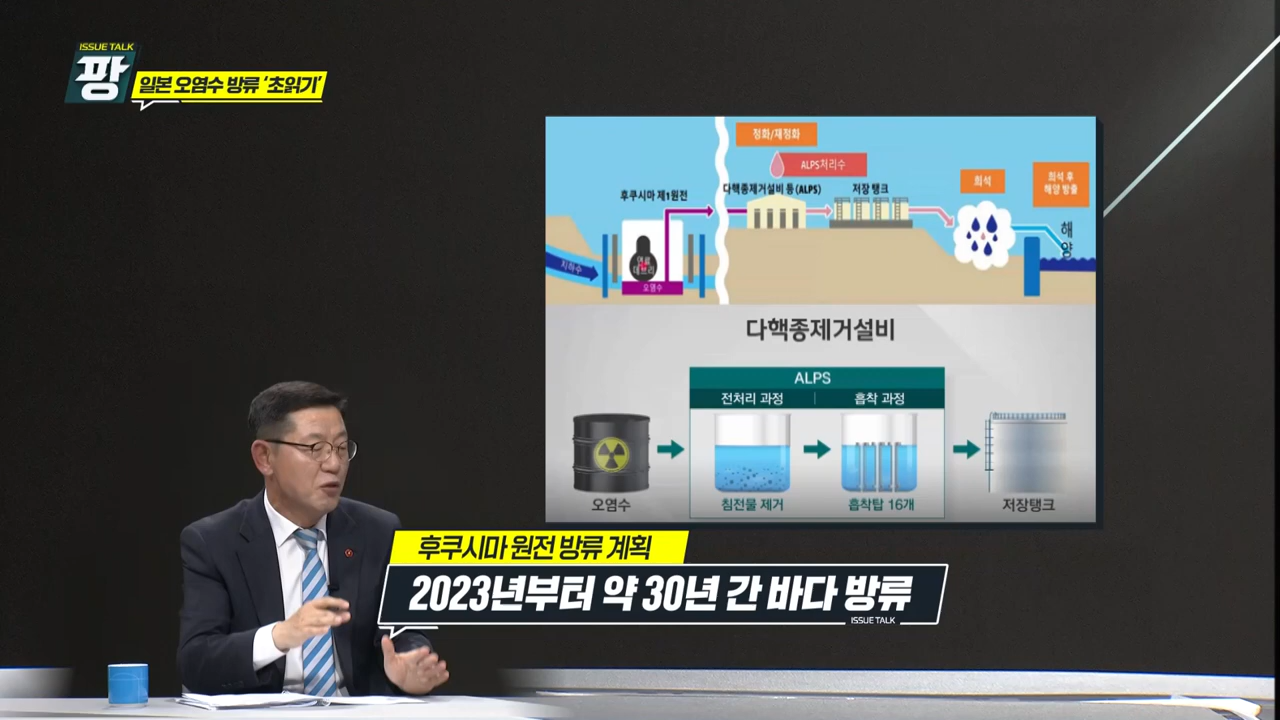 ISSUE TALK
팡
일본 오염수 방류 ‘초읽기’
정화/재정화
ALPS처리수
후쿠시마 제1원전
다핵종제거설비 등(ALPS)
저장 탱크
희석
희석 후
해양 방출
해양
지하수
연료
데브리
오염수
다핵종제거설비
ALPS
전처리 과정
흡착 과정
오염수
침전물 제거
흡착탑 16개
저장탱크
후쿠시마 원전 방류 계획
2023년부터 약 30년 간 바다 방류
ISSUE TALK